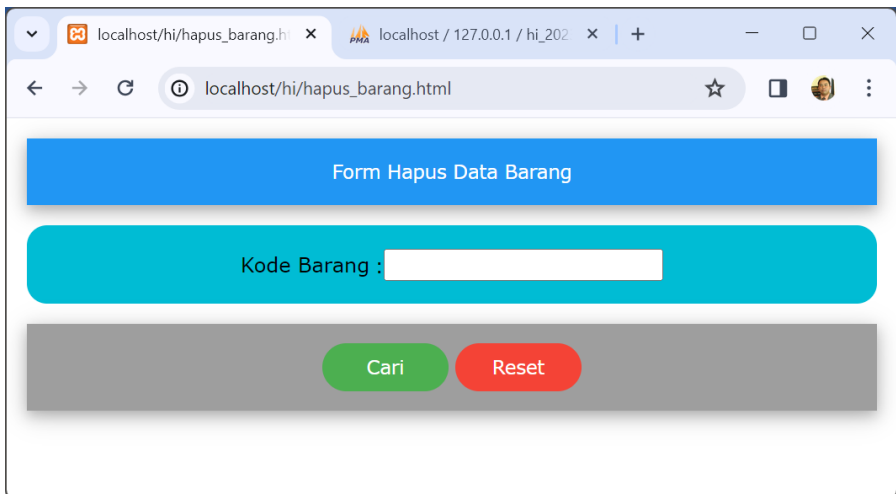 localhost/hi/hapus_barang.h
PMA localhost / 127.0.0.1 / hi_202
localhost/hi/hapus_barang.html
Form Hapus Data Barang
Kode Barang :
Cari Reset